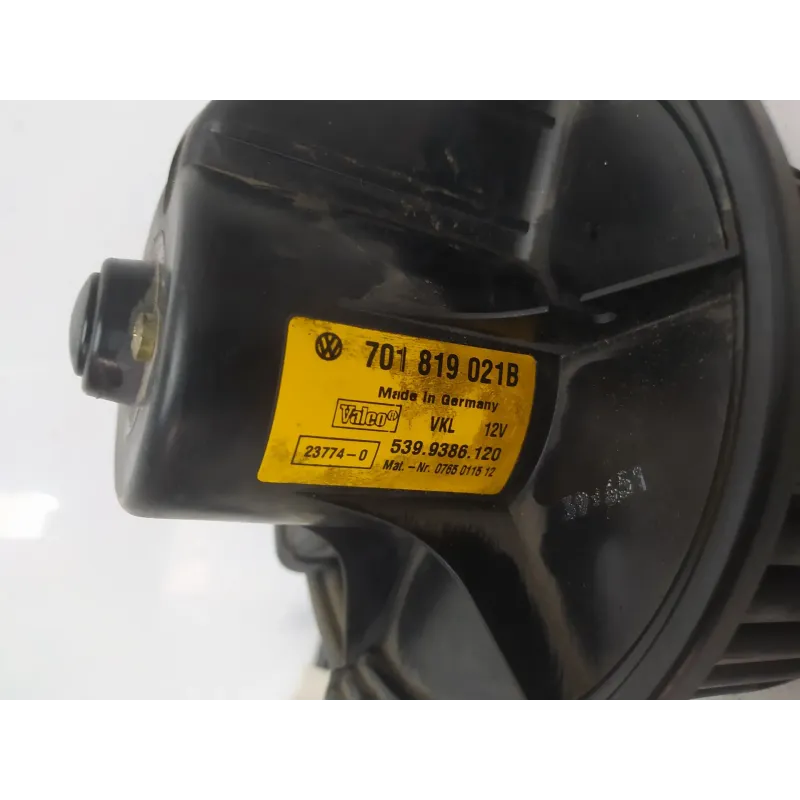 701 819 021B
Made in Germany
Valeo® VKL 12V
23774-0 539.9386.120
Mat.-Nr. 0765 0115 12